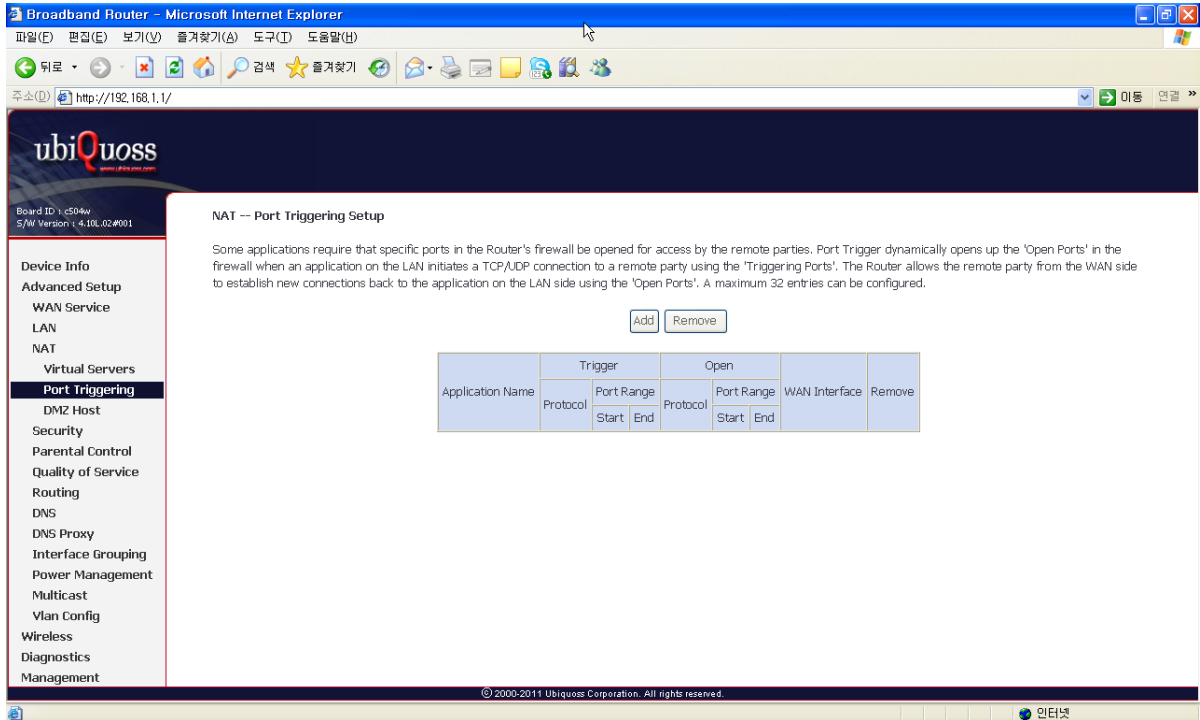 Broadband Router - Microsoft Internet Explorer
파일(F) 편집(E) 보기(V) 즐겨찾기(A) 도구(T) 도움말(H)
뒤로 검색 즐겨찾기
주소(D) http://192.168.1.1/ 이동 연결 »
ubiQuoss
Board ID : c504w
S/W Version : 4.10L.02#001
Device Info
Advanced Setup
WAN Service
LAN
NAT
Virtual Servers
Port Triggering
DMZ Host
Security
Parental Control
Quality of Service
Routing
DNS
DNS Proxy
Interface Grouping
Power Management
Multicast
Vlan Config
Wireless
Diagnostics
Management
NAT -- Port Triggering Setup
Some applications require that specific ports in the Router's firewall be opened for access by the remote parties. Port Trigger dynamically opens up the 'Open Ports' in the
firewall when an application on the LAN initiates a TCP/UDP connection to a remote party using the 'Triggering Ports'. The Router allows the remote party from the WAN side
to establish new connections back to the application on the LAN side using the 'Open Ports'. A maximum 32 entries can be configured.
Add Remove
Application Name Trigger Open WAN Interface Remove
Protocol Port Range Protocol Port Range
Start End Start End
© 2000-2011 Ubiquoss Corporation. All rights reserved.
인터넷